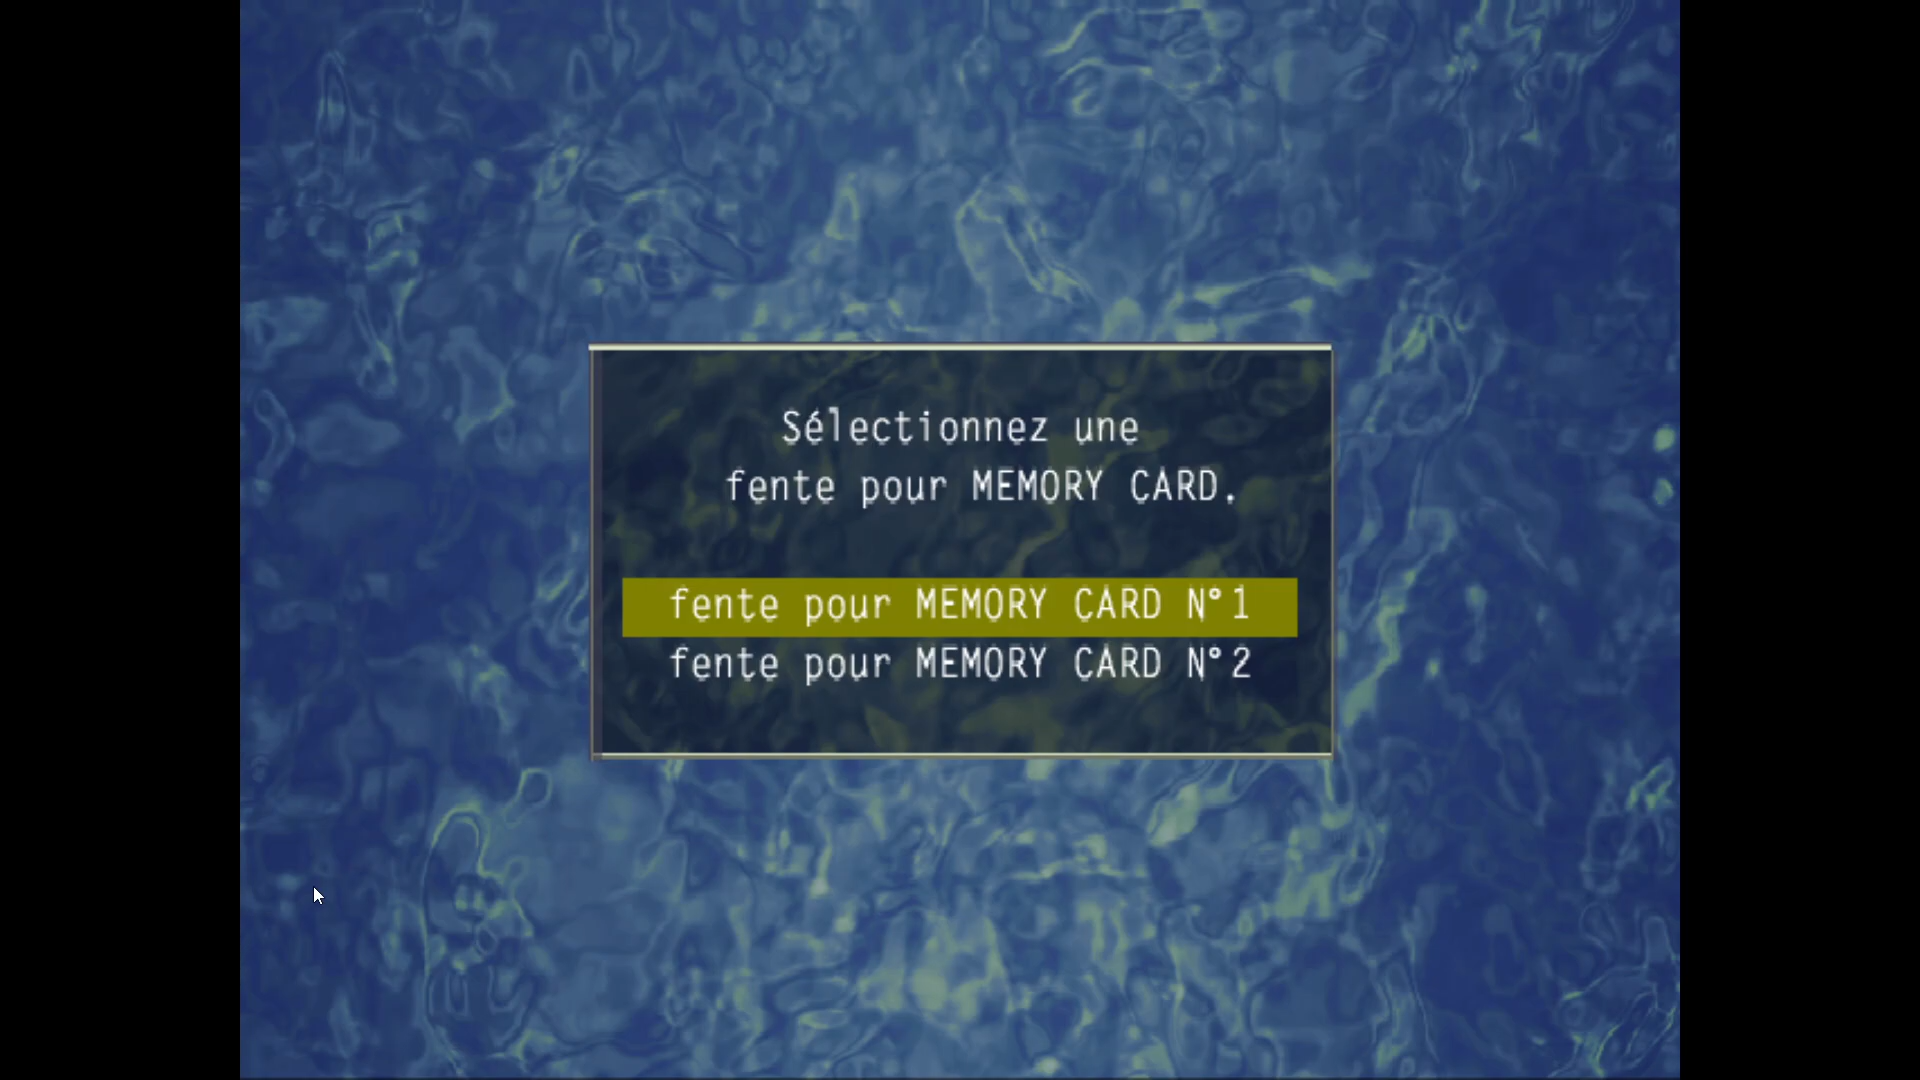 Sélectionnez une
fente pour MEMORY CARD.
fente pour MEMORY CARD N°1
fente pour MEMORY CARD N°2